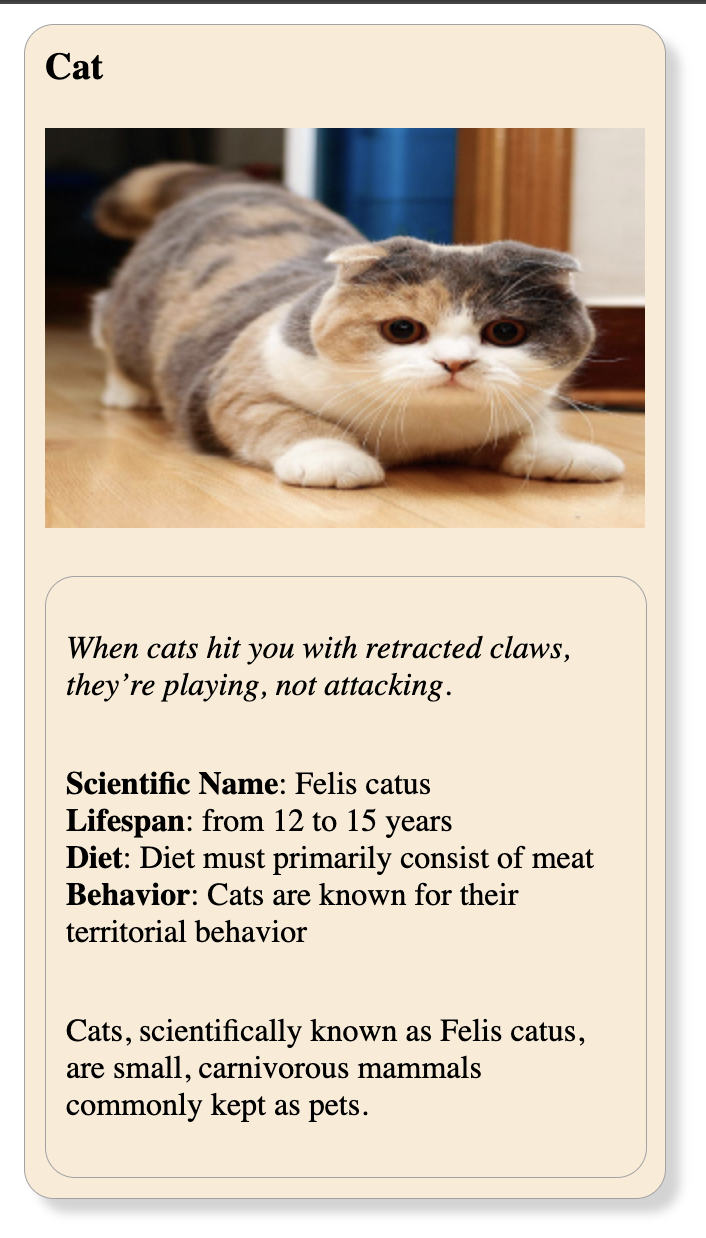 Cat
When cats hit you with retracted claws,
they’re playing, not attacking.
Scientific Name: Felis catus
Lifespan: from 12 to 15 years
Diet: Diet must primarily consist of meat
Behavior: Cats are known for their
territorial behavior
Cats, scientifically known as Felis catus,
are small, carnivorous mammals
commonly kept as pets.